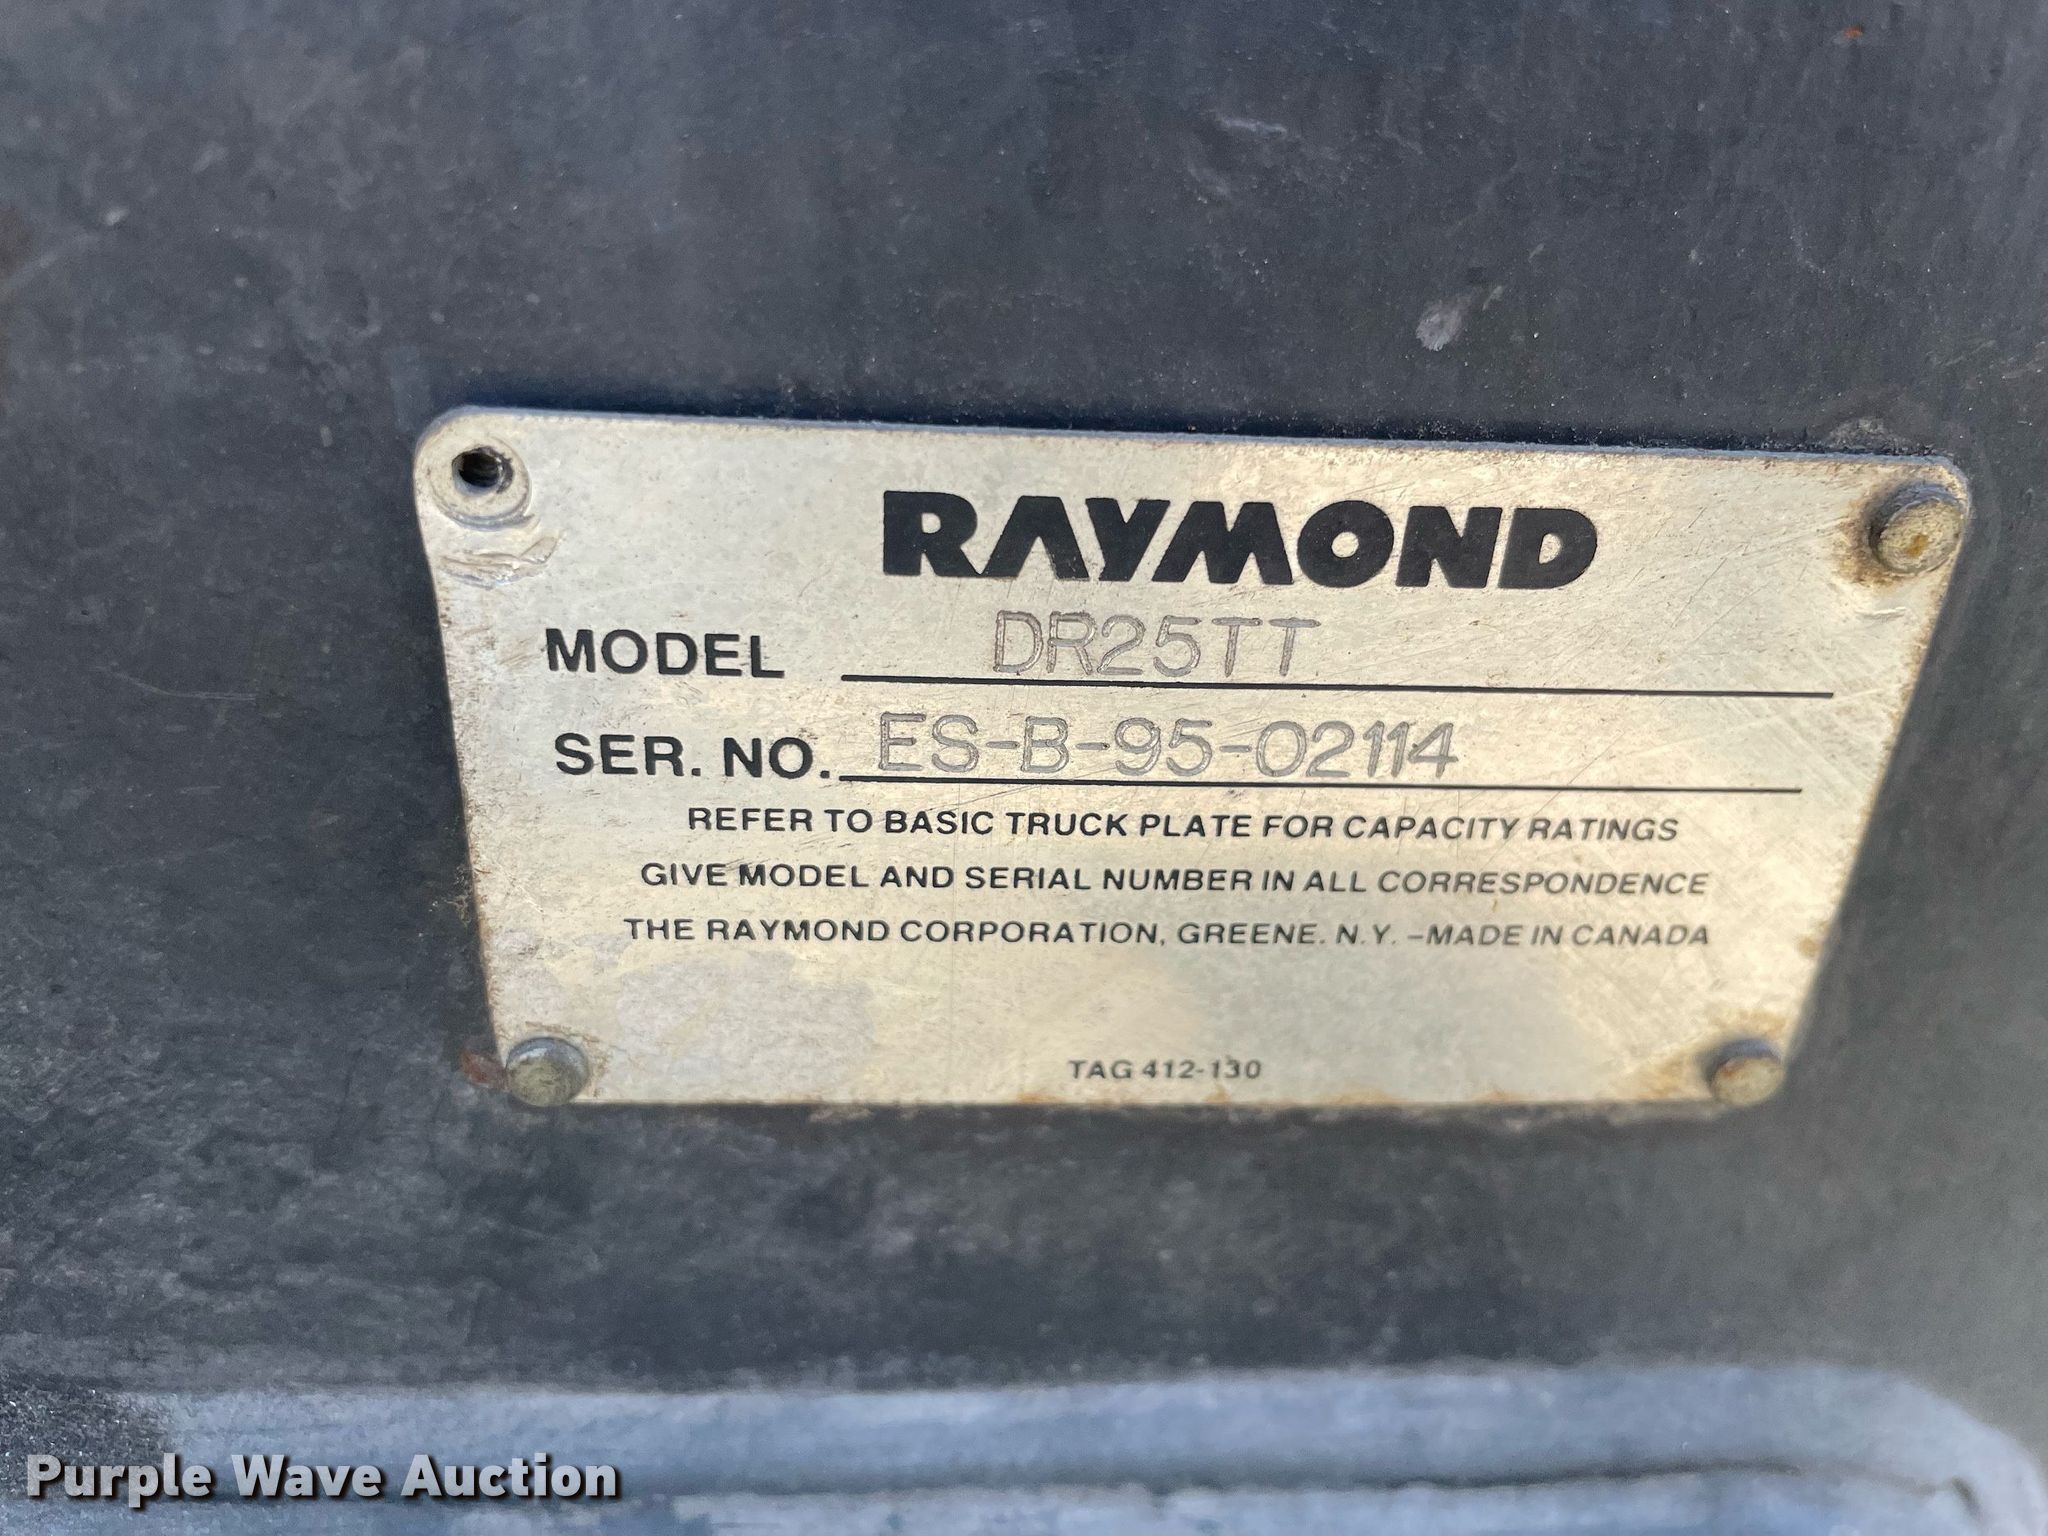 RAYMOND
MODEL DR25TT
SER. NO. ES-B-95-02114
REFER TO BASIC TRUCK PLATE FOR CAPACITY RATINGS
GIVE MODEL AND SERIAL NUMBER IN ALL CORRESPONDENCE
THE RAYMOND CORPORATION, GREENE. N.Y. -MADE IN CANADA
TAG 412-130
Purple Wave Auction